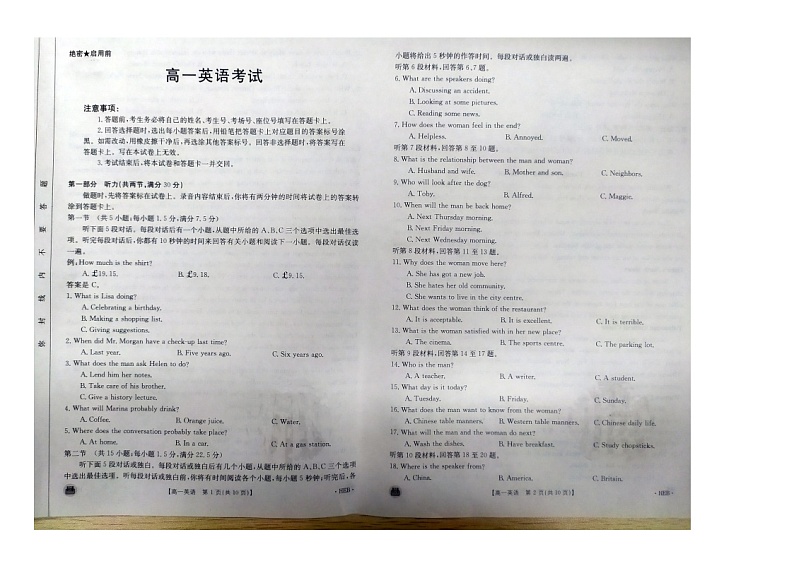 绝密★启用前
高一英语考试
注意事项:
1.答题前,考生务必将自己的姓名、考生号、考场号、座位号填写在答题卡上。
2.回答选择题时,选出每小题答案后,用铅笔把答题卡上对应题目的答案标号涂
黑。如需改动,用橡皮擦干净后,再选涂其他答案标号。回答非选择题时,将答案写在
答题卡上。写在本试卷上无效。
3.考试结束后,将本试卷和答题卡一并交回。
第一部分 听力(共两节,满分30分)
做题时,先将答案标在试卷上。录音内容结束后,你将有两分钟的时间将试卷上的答案转
涂到答题卡上。
第一节 (共5小题;每小题1.5分,满分7.5分)
听下面5段对话。每段对话后有一个小题,从题中所给的A、B、C三个选项中选出最佳选
项。听完每段对话后,你都有10秒钟的时间来回答有关小题和阅读下一小题。每段对话仅读
一遍。
例:How much is the shirt?
A. £19.15. B. £9.18. C. £9.15.
答案是C。
1. What is Lisa doing?
A. Celebrating a birthday.
B. Making a shopping list.
C. Giving suggestions.
2. When did Mr. Morgan have a check-up last time?
A. Last year. B. Five years ago. C. Six years ago.
3. What does the man ask Helen to do?
A. Lend him her notes.
B. Take care of his brother.
C. Give a history lecture.
4. What will Marina probably drink?
A. Coffee. B. Orange juice. C. Water.
5. Where does the conversation probably take place?
A. At home. B. In a car. C. At a gas station.
第二节 (共15小题;每小题1.5分,满分22.5分)
听下面5段对话或独白。每段对话或独白后有几个小题,从题中所给的A、B、C三个选项
中选出最佳选项。听每段对话或独白前,你将有时间阅读各个小题,每小题5秒钟;听完后,各
【高一英语 第1页(共10页)】
密 封 线 内 不 要 答 题
小题将给出5秒钟的作答时间。每段对话或独白读两遍。
听第6段材料,回答第6、7题。
6. What are the speakers doing?
A. Discussing an accident.
B. Looking at some pictures.
C. Reading some news.
7. How does the woman feel in the end?
A. Helpless. B. Annoyed. C. Moved.
听第7段材料,回答第8至10题。
8. What is the relationship between the man and woman?
A. Husband and wife. B. Mother and son. C. Neighbors.
9. Who will look after the dog?
A. Toby. B. Alfred. C. Maggie.
10. When will the man be back home?
A. Next Thursday morning.
B. Next Friday morning.
C. Next Wednesday morning.
听第8段材料,回答第11至13题。
11. Why does the woman move here?
A. She has got a new job.
B. She hates her old community.
C. She wants to live in the city centre.
12. What does the woman think of the restaurant?
A. It is acceptable. B. It is excellent. C. It is terrible.
13. What is the woman satisfied with in her new place?
A. The cinema. B. The sports centre. C. The parking lot.
听第9段材料,回答第14至17题。
14. Who is the man?
A. A teacher. B. A writer. C. A student.
15. What day is it today?
A. Tuesday. B. Friday. C. Sunday.
16. What does the man want to know from the woman?
A. Chinese table manners. B. Western table manners. C. Chinese daily life.
17. What will the man and the woman do next?
A. Wash the dishes. B. Have breakfast. C. Study chopsticks.
听第10段材料,回答第18至20题。
18. Where is the speaker from?
A. China. B. America. C. Britain.
【高一英语 第2页(共10页)】